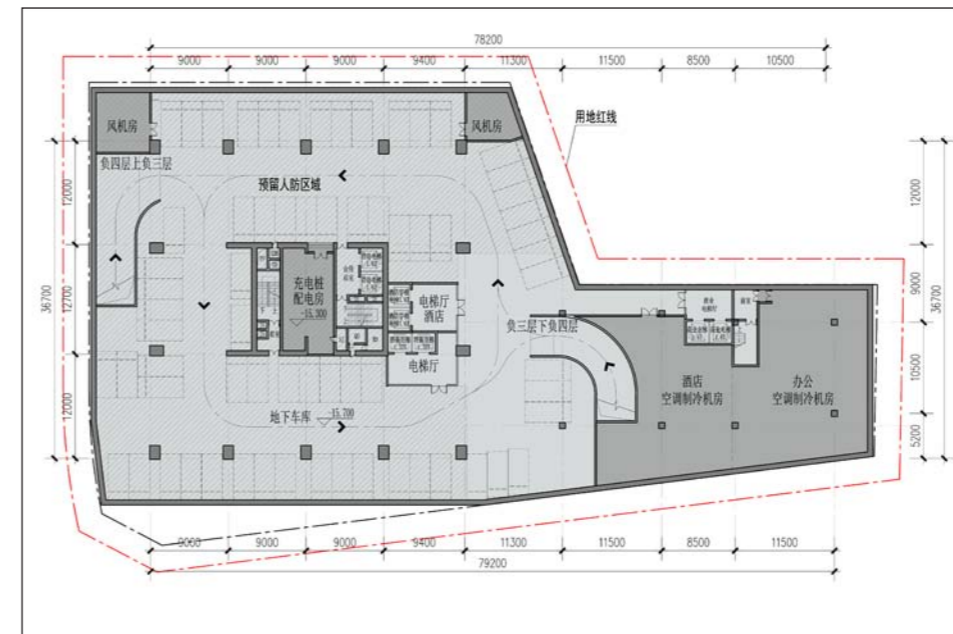 78200
9000
9000
9000
9400
11300
11500
8500
10500
用地红线
风机房
风机房
负四层上负三层
预留人防区域
12000
12700
12000
36700
12000
9000
10500
5200
36700
充电桩
配电房
-15.300
电梯厅
酒店
电梯厅
负三层下负四层
地下车库
-15.700
酒店
空调制冷机房
办公
空调制冷机房
9000
9000
9000
9400
11300
11500
8500
11500
79200